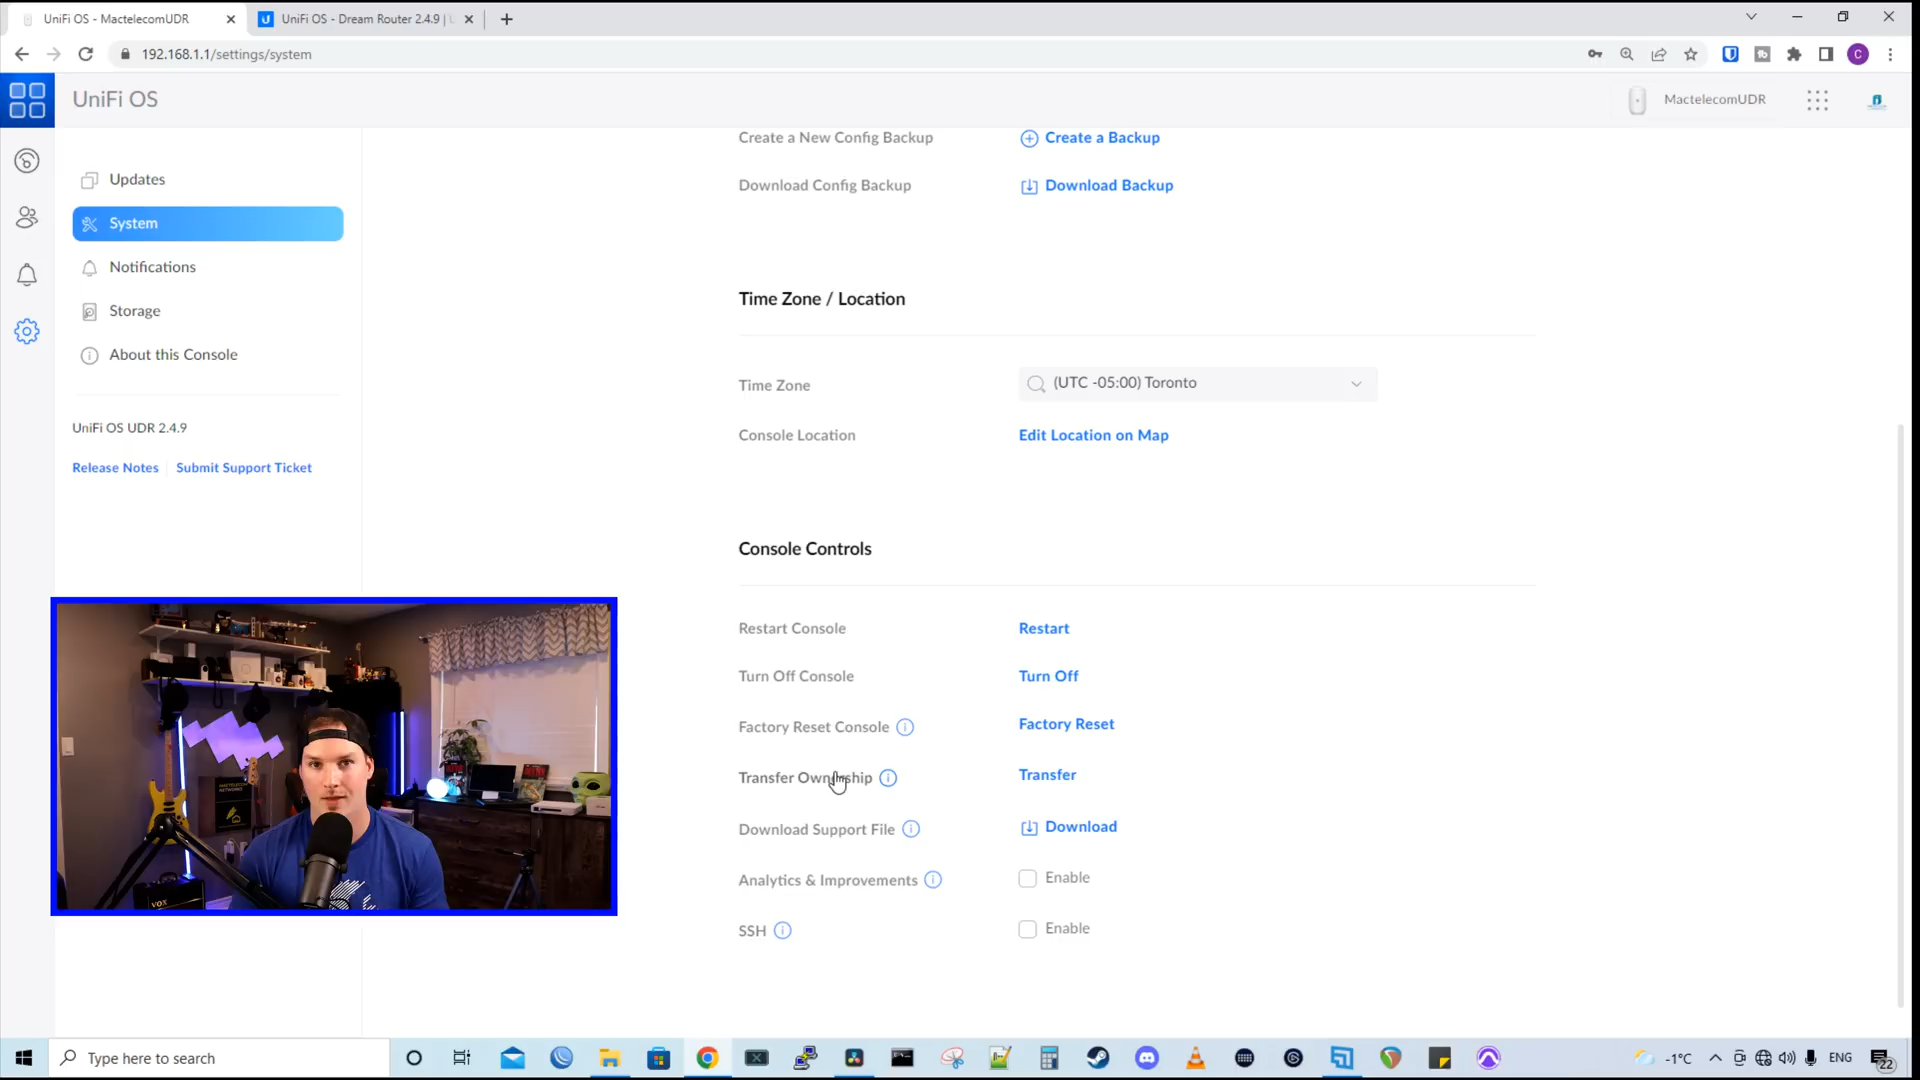 UniFi OS - MactelecomUDR
UniFi OS - Dream Router 2.4.9 |
192.168.1.1/settings/system
C
UniFi OS
MactelecomUDR
Create a New Config Backup
Create a Backup
Updates
Download Config Backup
Download Backup
System
Notifications
Time Zone / Location
Storage
About this Console
Time Zone
(UTC -05:00) Toronto
UniFi OS UDR 2.4.9
Console Location
Edit Location on Map
Release Notes
Submit Support Ticket
Console Controls
Restart Console
Restart
Turn Off Console
Turn Off
Factory Reset Console
Factory Reset
Transfer Ownership
Transfer
Download Support File
Download
Analytics & Improvements
Enable
SSH
Enable
VOX
Type here to search
-1°C
ENG
22